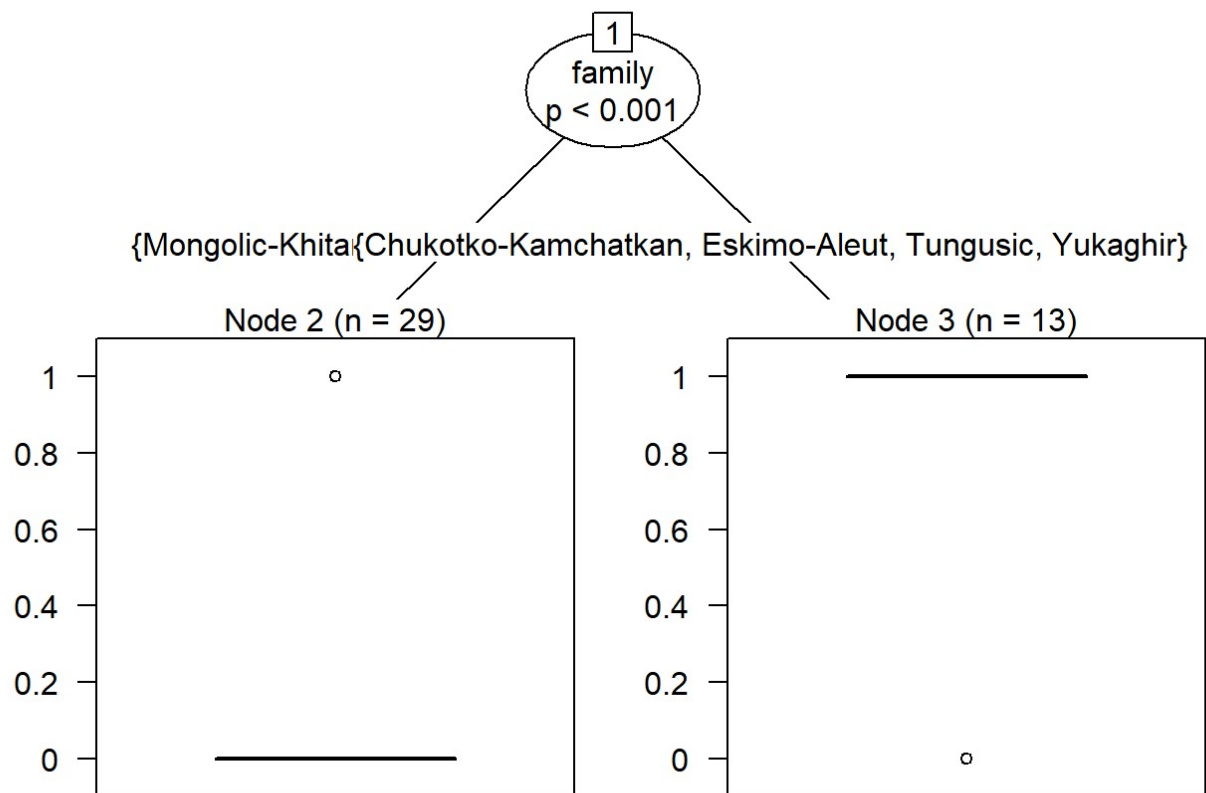 1
family
p < 0.001
{Mongolic-Khita {Chukotko-Kamchatkan, Eskimo-Aleut, Tungusic, Yukaghir}
Node 2 (n = 29)
1
0.8
0.6
0.4
0.2
0
Node 3 (n = 13)
1
0.8
0.6
0.4
0.2
0